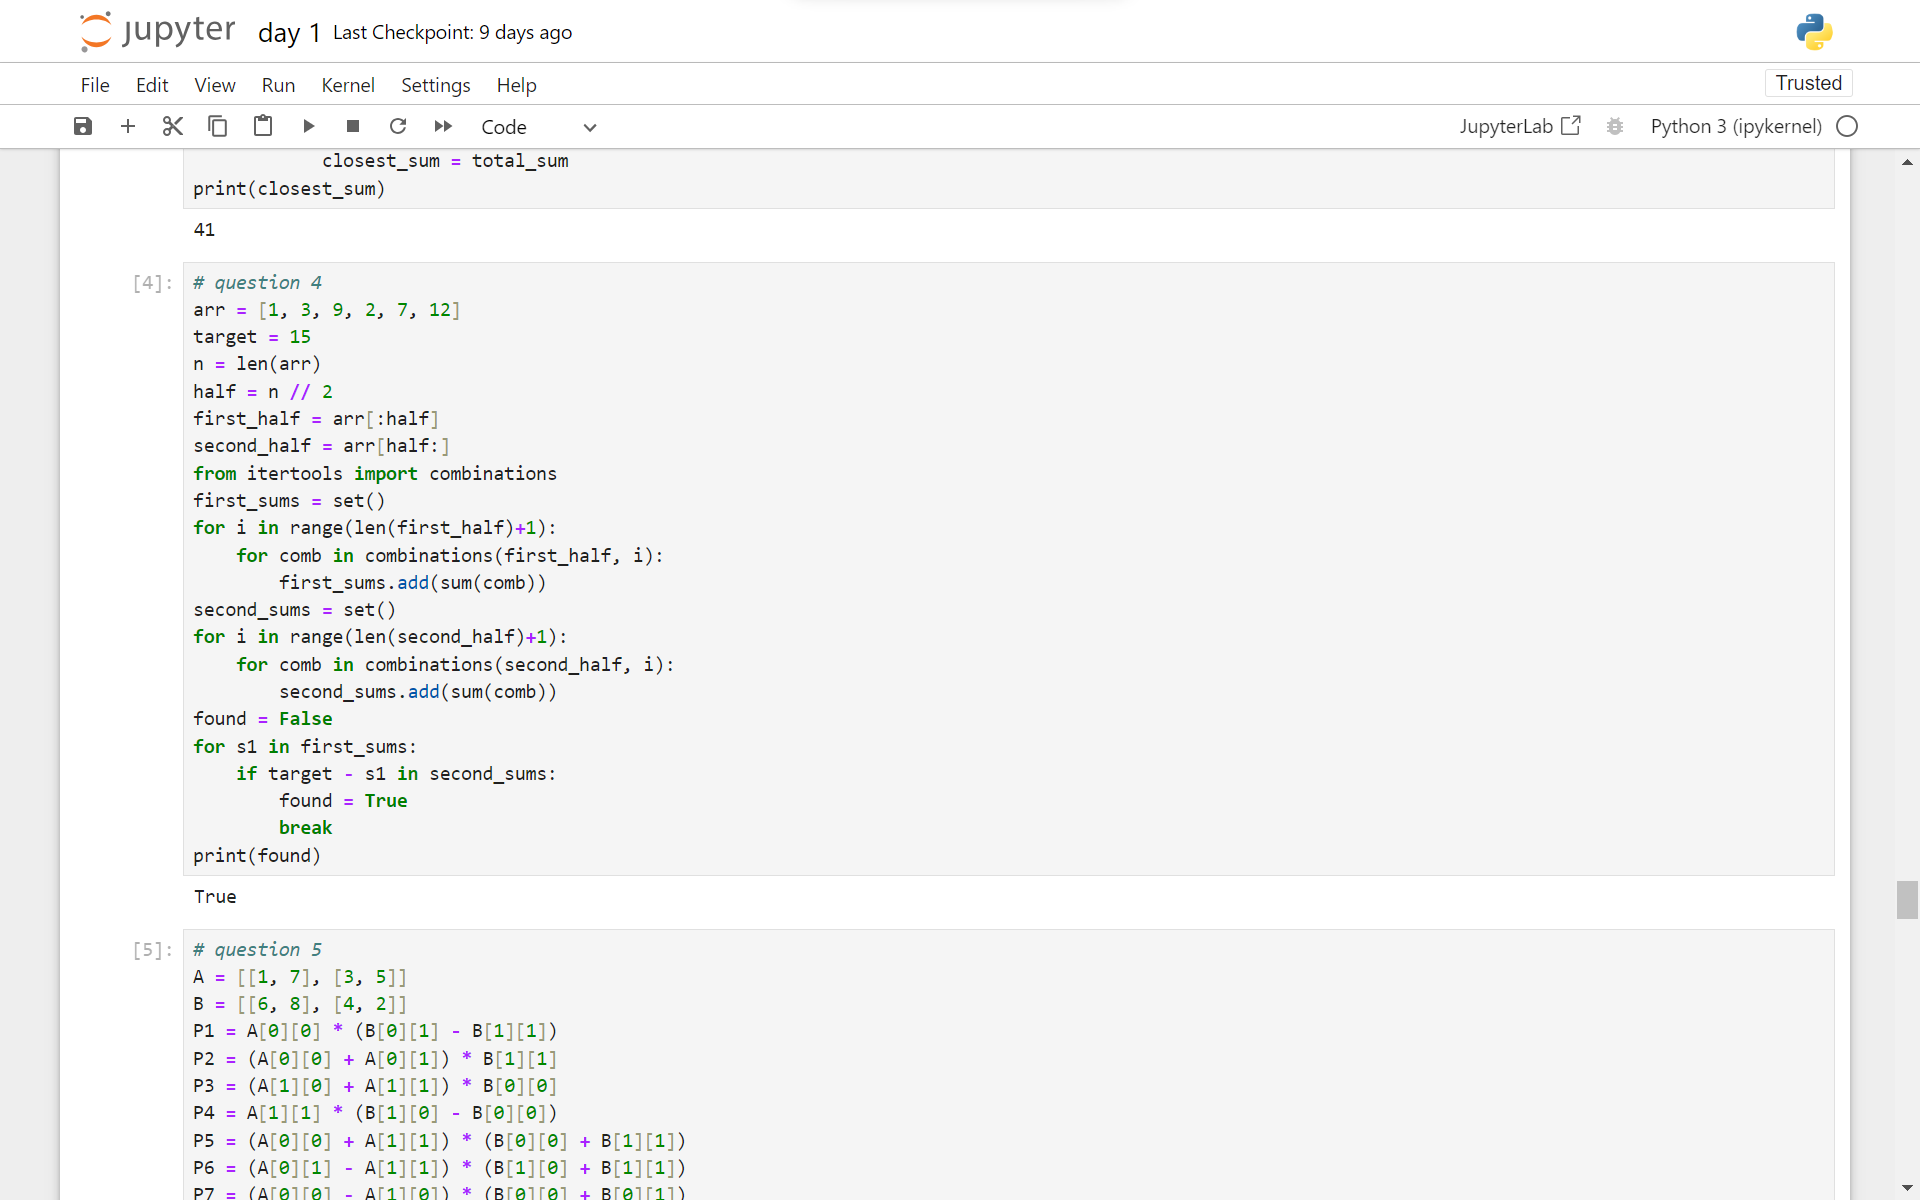 jupyter day 1 Last Checkpoint: 9 days ago
File Edit View Run Kernel Settings Help Trusted
Code JupyterLab Python 3 (ipykernel)
            closest_sum = total_sum
print(closest_sum)
41
[4]: # question 4
arr = [1, 3, 9, 2, 7, 12]
target = 15
n = len(arr)
half = n // 2
first_half = arr[:half]
second_half = arr[half:]
from itertools import combinations
first_sums = set()
for i in range(len(first_half)+1):
    for comb in combinations(first_half, i):
        first_sums.add(sum(comb))
second_sums = set()
for i in range(len(second_half)+1):
    for comb in combinations(second_half, i):
        second_sums.add(sum(comb))
found = False
for s1 in first_sums:
    if target - s1 in second_sums:
        found = True
        break
print(found)
True
[5]: # question 5
A = [[1, 7], [3, 5]]
B = [[6, 8], [4, 2]]
P1 = A[0][0] * (B[0][1] - B[1][1])
P2 = (A[0][0] + A[0][1]) * B[1][1]
P3 = (A[1][0] + A[1][1]) * B[0][0]
P4 = A[1][1] * (B[1][0] - B[0][0])
P5 = (A[0][0] + A[1][1]) * (B[0][0] + B[1][1])
P6 = (A[0][1] - A[1][1]) * (B[1][0] + B[1][1])
P7 = (A[0][0] - A[1][0]) * (B[0][0] + B[0][1])